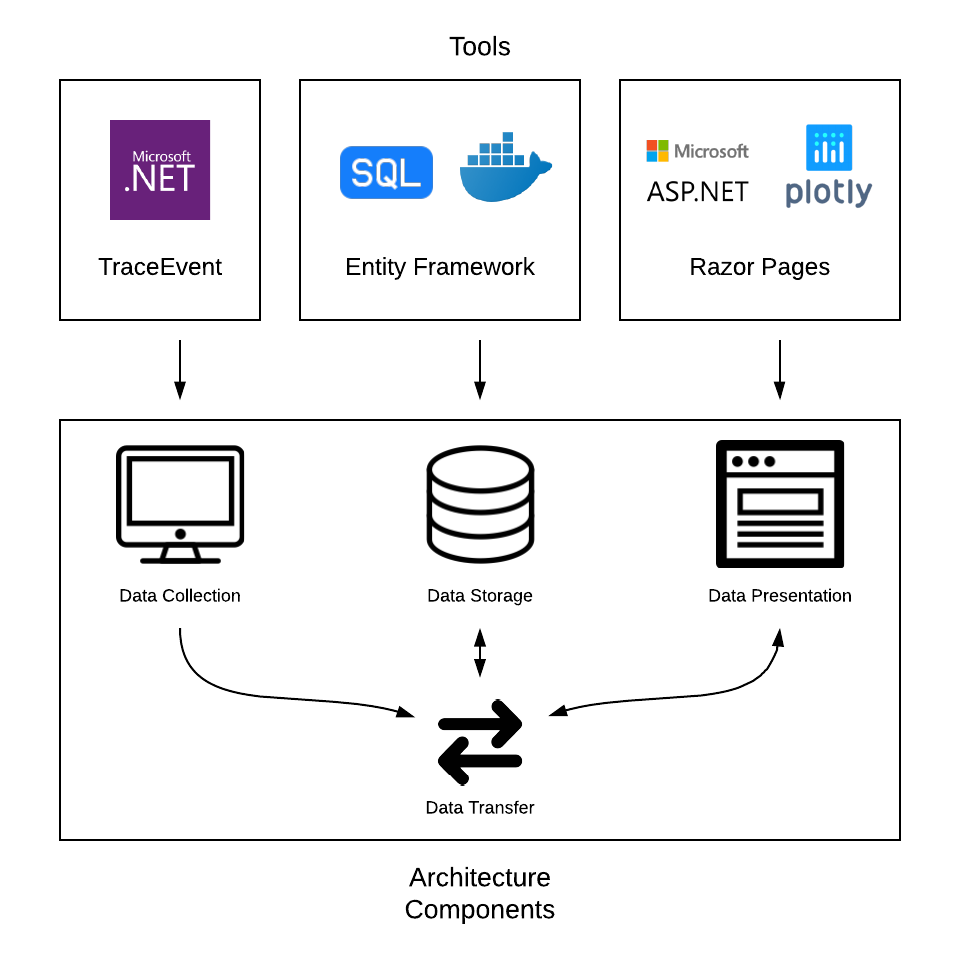 Tools
Microsoft
.NET
TraceEvent
SQL
Entity Framework
Microsoft
ASP.NET
plotly
Razor Pages
Data Collection
Data Storage
Data Presentation
Data Transfer
Architecture
Components